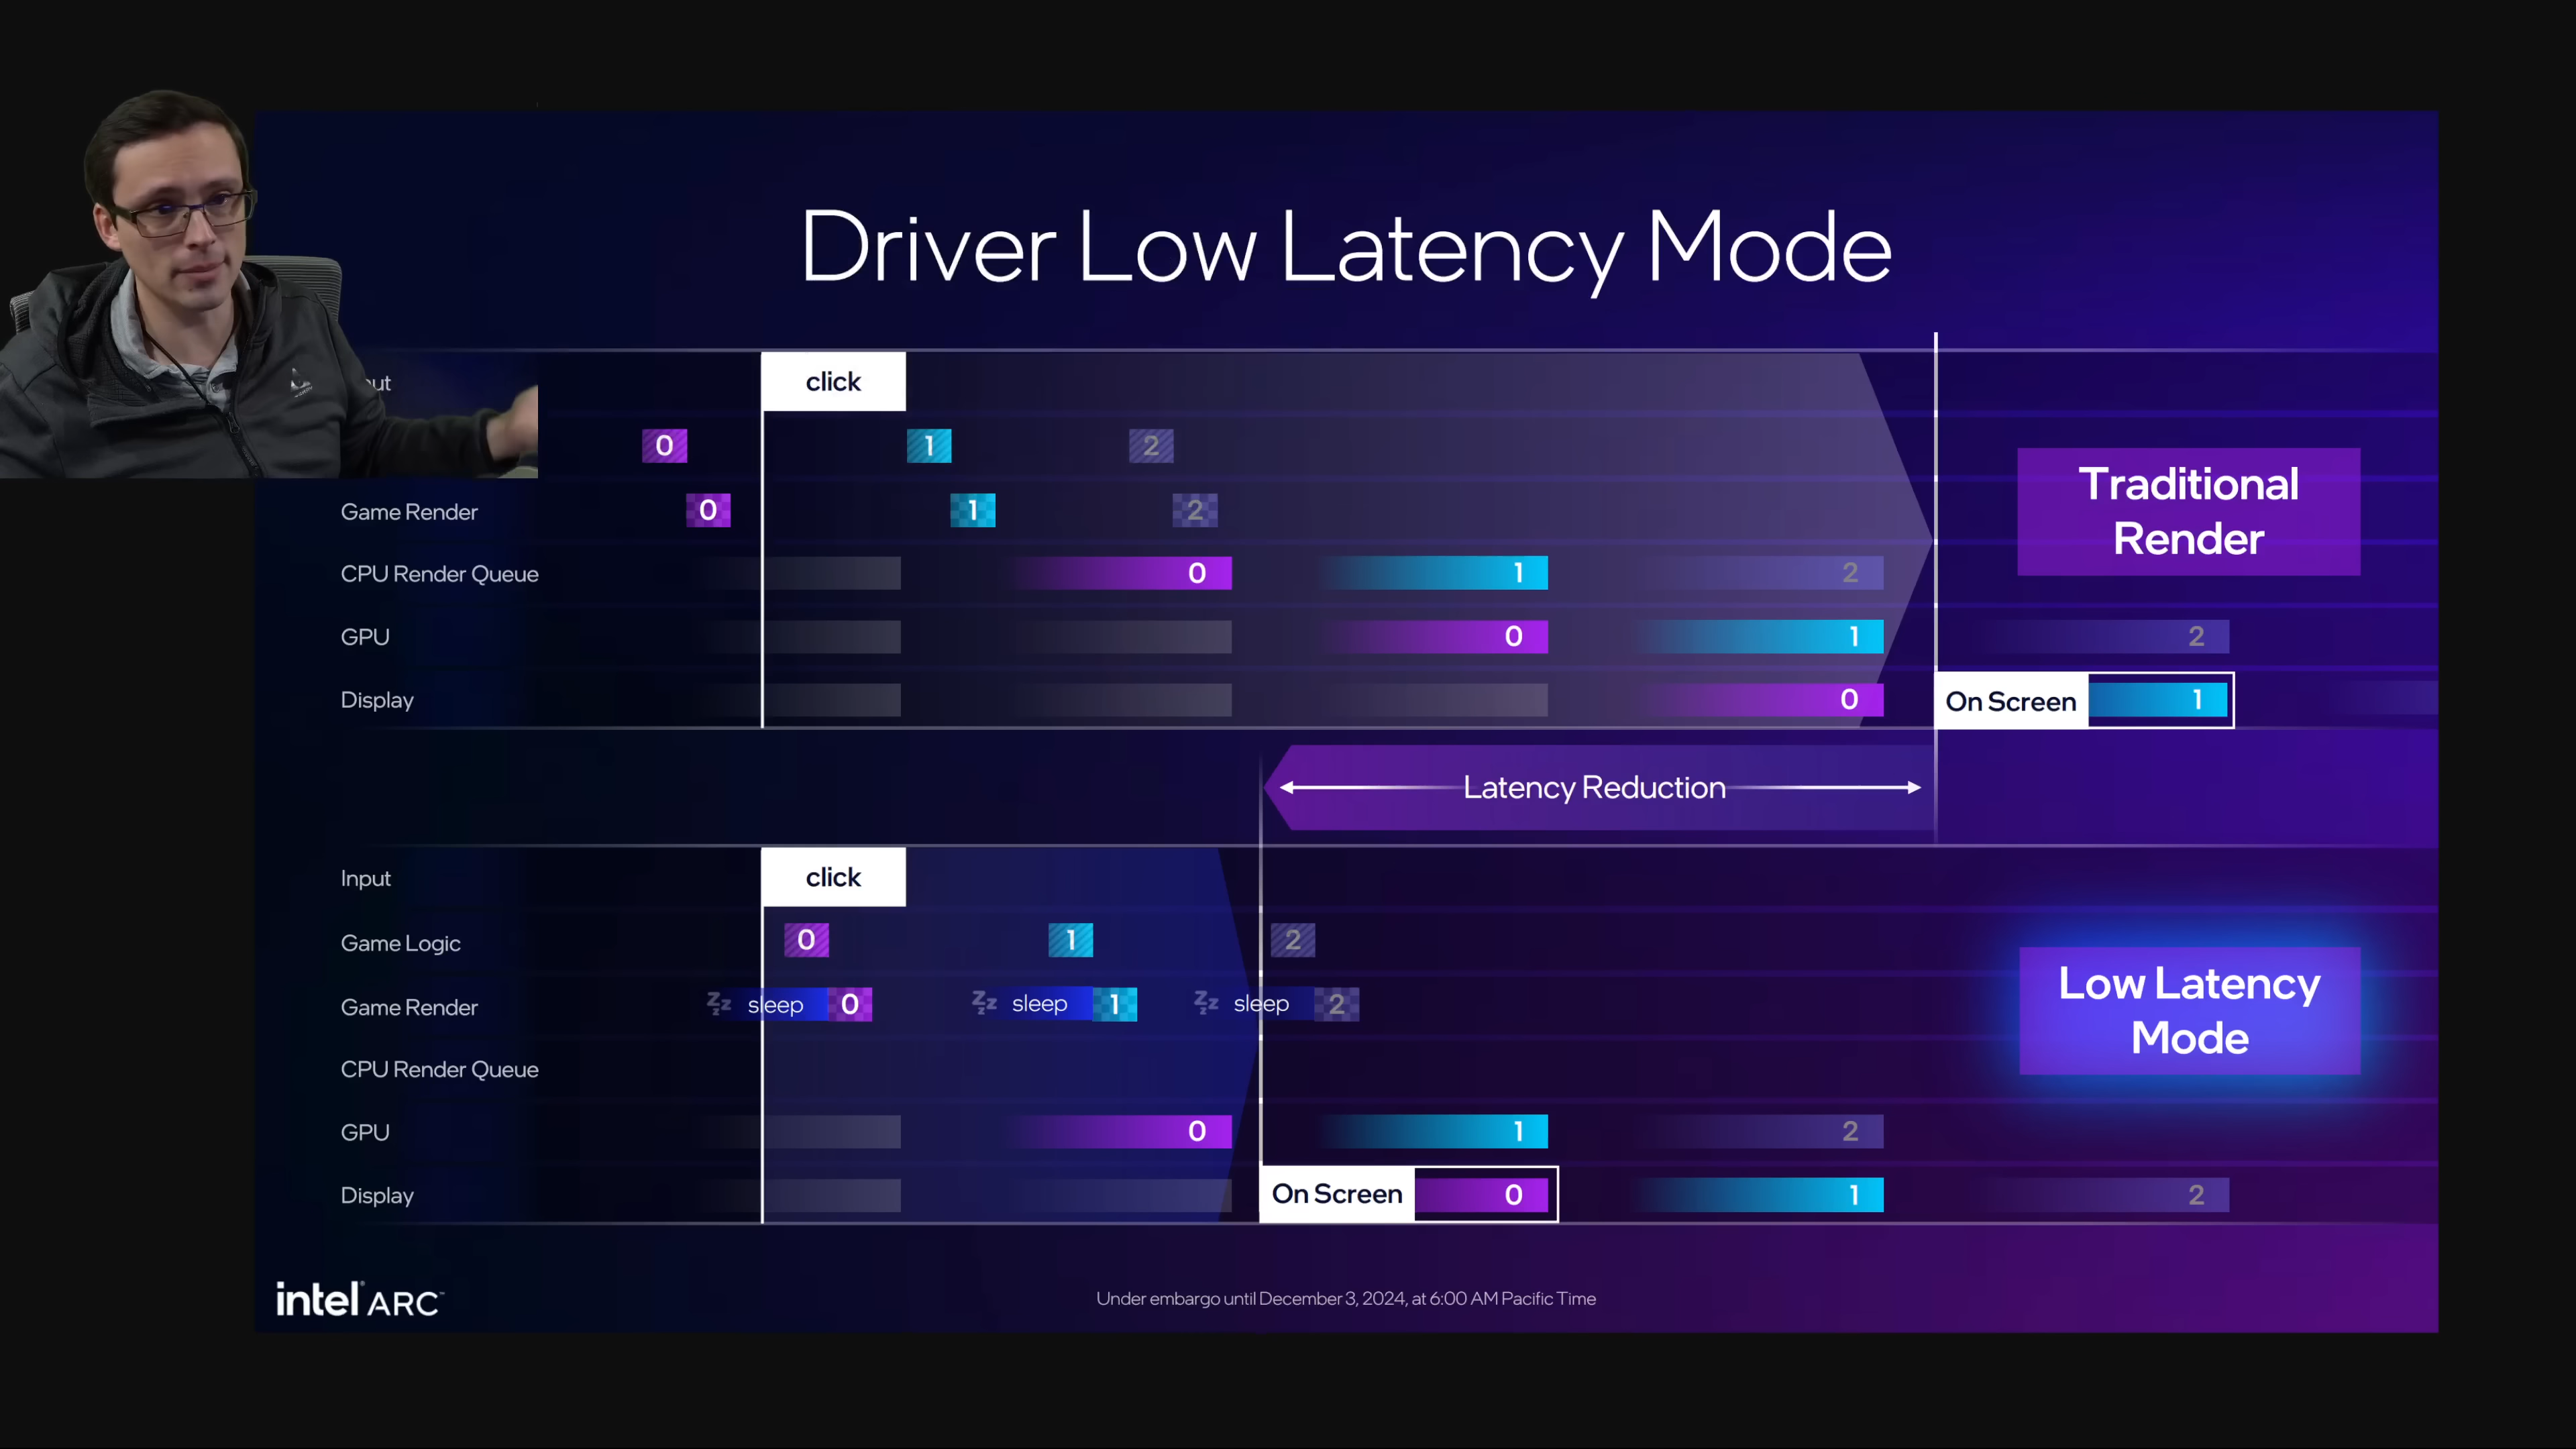 Driver Low Latency Mode
ut
click
0
1
2
Game Render
0
1
2
Traditional
Render
CPU Render Queue
0
1
2
GPU
0
1
2
Display
0
On Screen
1
Latency Reduction
Input
click
Game Logic
0
1
2
Game Render
zzz sleep
0
zzz sleep
1
zzz sleep
2
Low Latency
Mode
CPU Render Queue
GPU
0
1
2
Display
On Screen
0
1
2
intel ARC™
Under embargo until December 3, 2024, at 6:00 AM Pacific Time